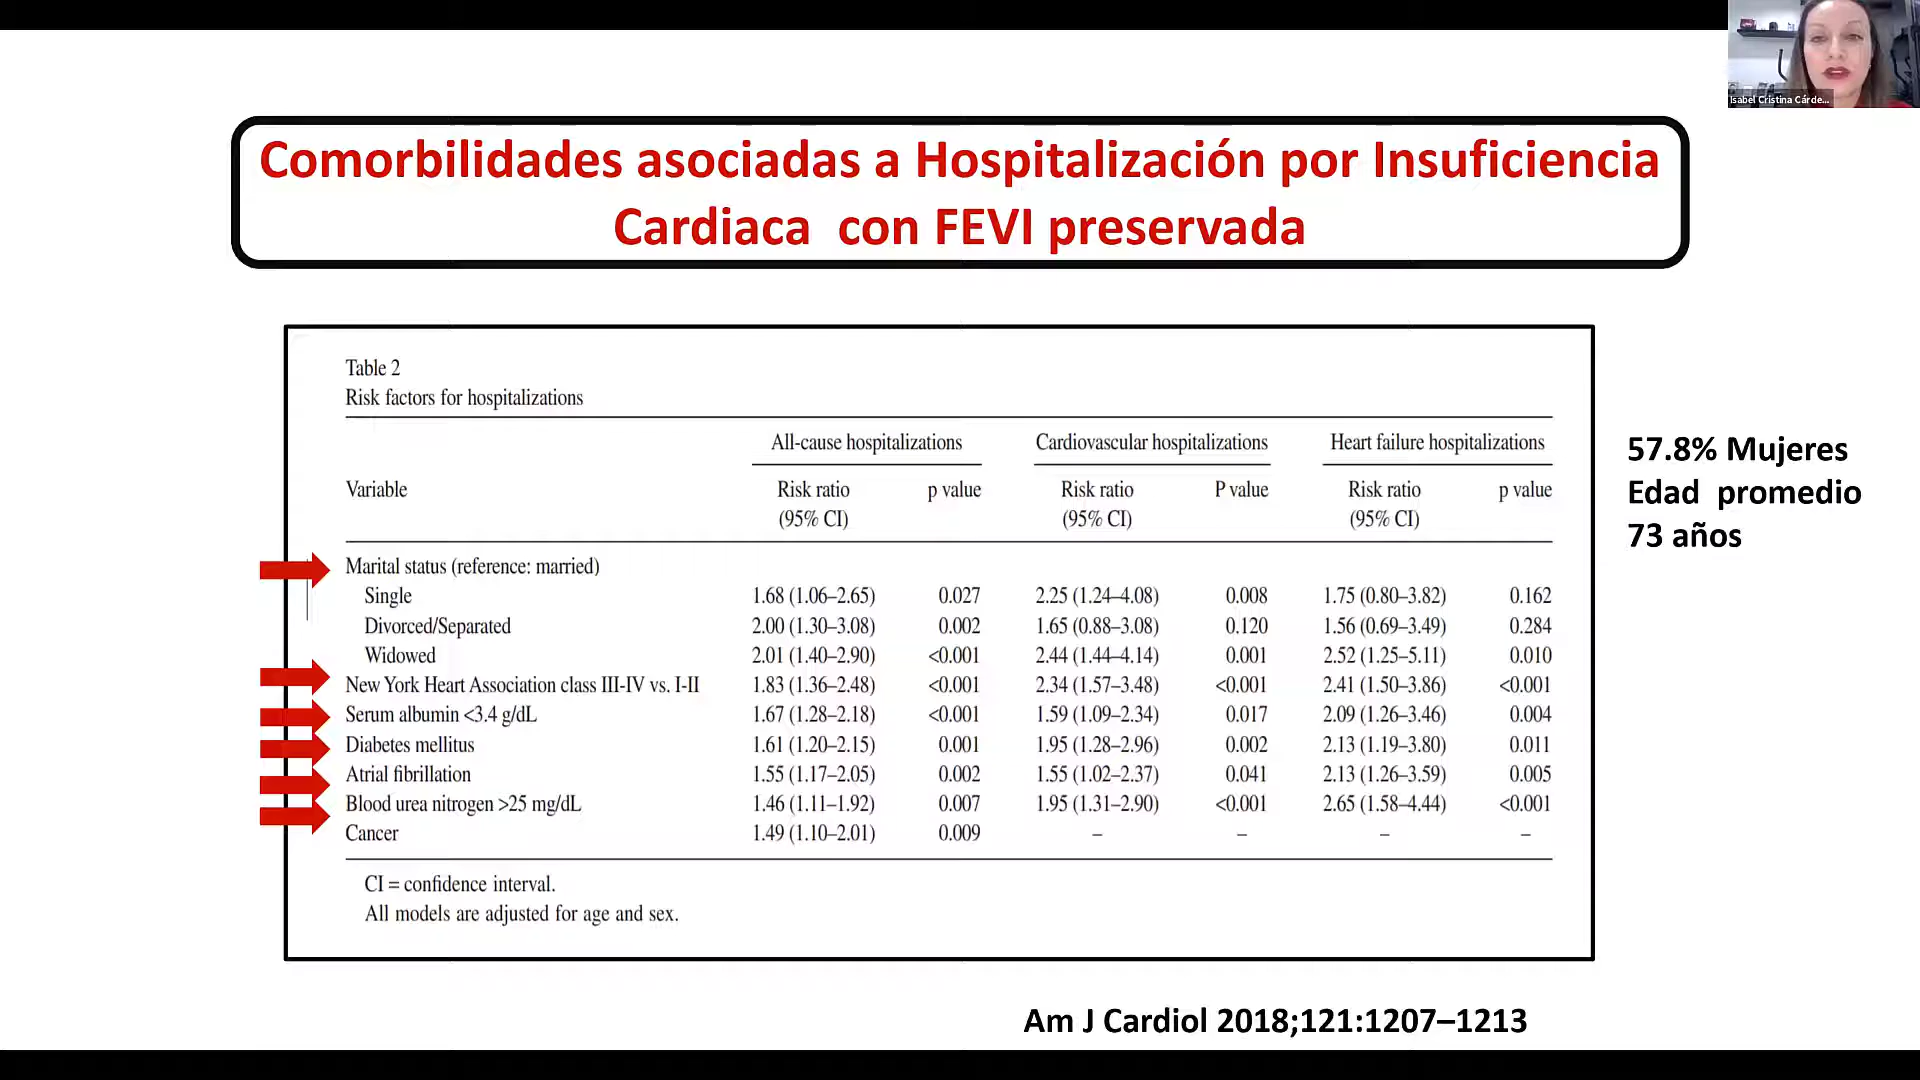 Isabel Cristina Cárde...
Comorbilidades asociadas a Hospitalización por Insuficiencia
Cardiaca con FEVI preservada
Table 2
Risk factors for hospitalizations
All-cause hospitalizations Cardiovascular hospitalizations Heart failure hospitalizations
Variable Risk ratio p value Risk ratio P value Risk ratio p value
(95% CI) (95% CI) (95% CI)
Marital status (reference: married)
Single 1.68 (1.06–2.65) 0.027 2.25 (1.24–4.08) 0.008 1.75 (0.80–3.82) 0.162
Divorced/Separated 2.00 (1.30–3.08) 0.002 1.65 (0.88–3.08) 0.120 1.56 (0.69–3.49) 0.284
Widowed 2.01 (1.40–2.90) <0.001 2.44 (1.44–4.14) 0.001 2.52 (1.25–5.11) 0.010
New York Heart Association class III-IV vs. I-II 1.83 (1.36–2.48) <0.001 2.34 (1.57–3.48) <0.001 2.41 (1.50–3.86) <0.001
Serum albumin <3.4 g/dL 1.67 (1.28–2.18) <0.001 1.59 (1.09–2.34) 0.017 2.09 (1.26–3.46) 0.004
Diabetes mellitus 1.61 (1.20–2.15) 0.001 1.95 (1.28–2.96) 0.002 2.13 (1.19–3.80) 0.011
Atrial fibrillation 1.55 (1.17–2.05) 0.002 1.55 (1.02–2.37) 0.041 2.13 (1.26–3.59) 0.005
Blood urea nitrogen >25 mg/dL 1.46 (1.11–1.92) 0.007 1.95 (1.31–2.90) <0.001 2.65 (1.58–4.44) <0.001
Cancer 1.49 (1.10–2.01) 0.009 – – – –
CI = confidence interval.
All models are adjusted for age and sex.
57.8% Mujeres
Edad promedio
73 años
Am J Cardiol 2018;121:1207–1213